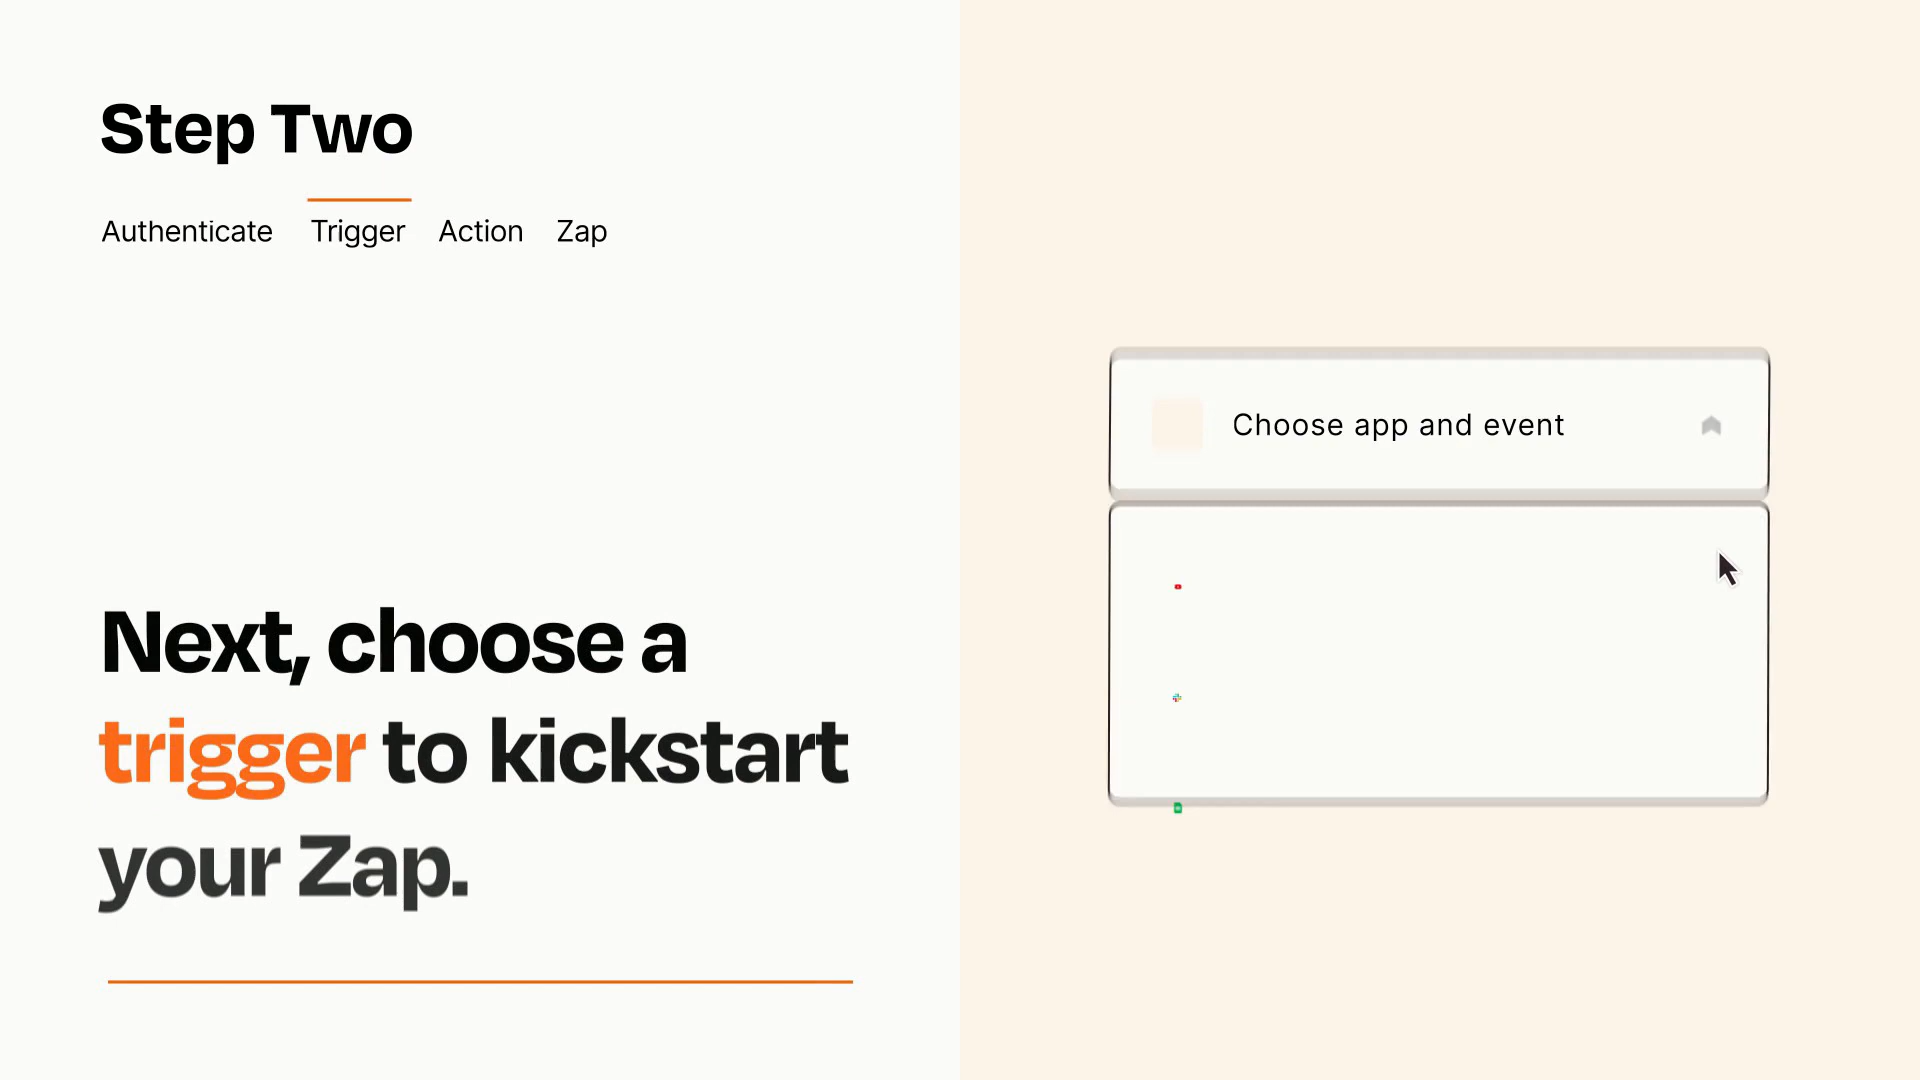 Step Two
Authenticate Trigger Action Zap
Next, choose a
trigger to kickstart
your Zap.
Choose app and event